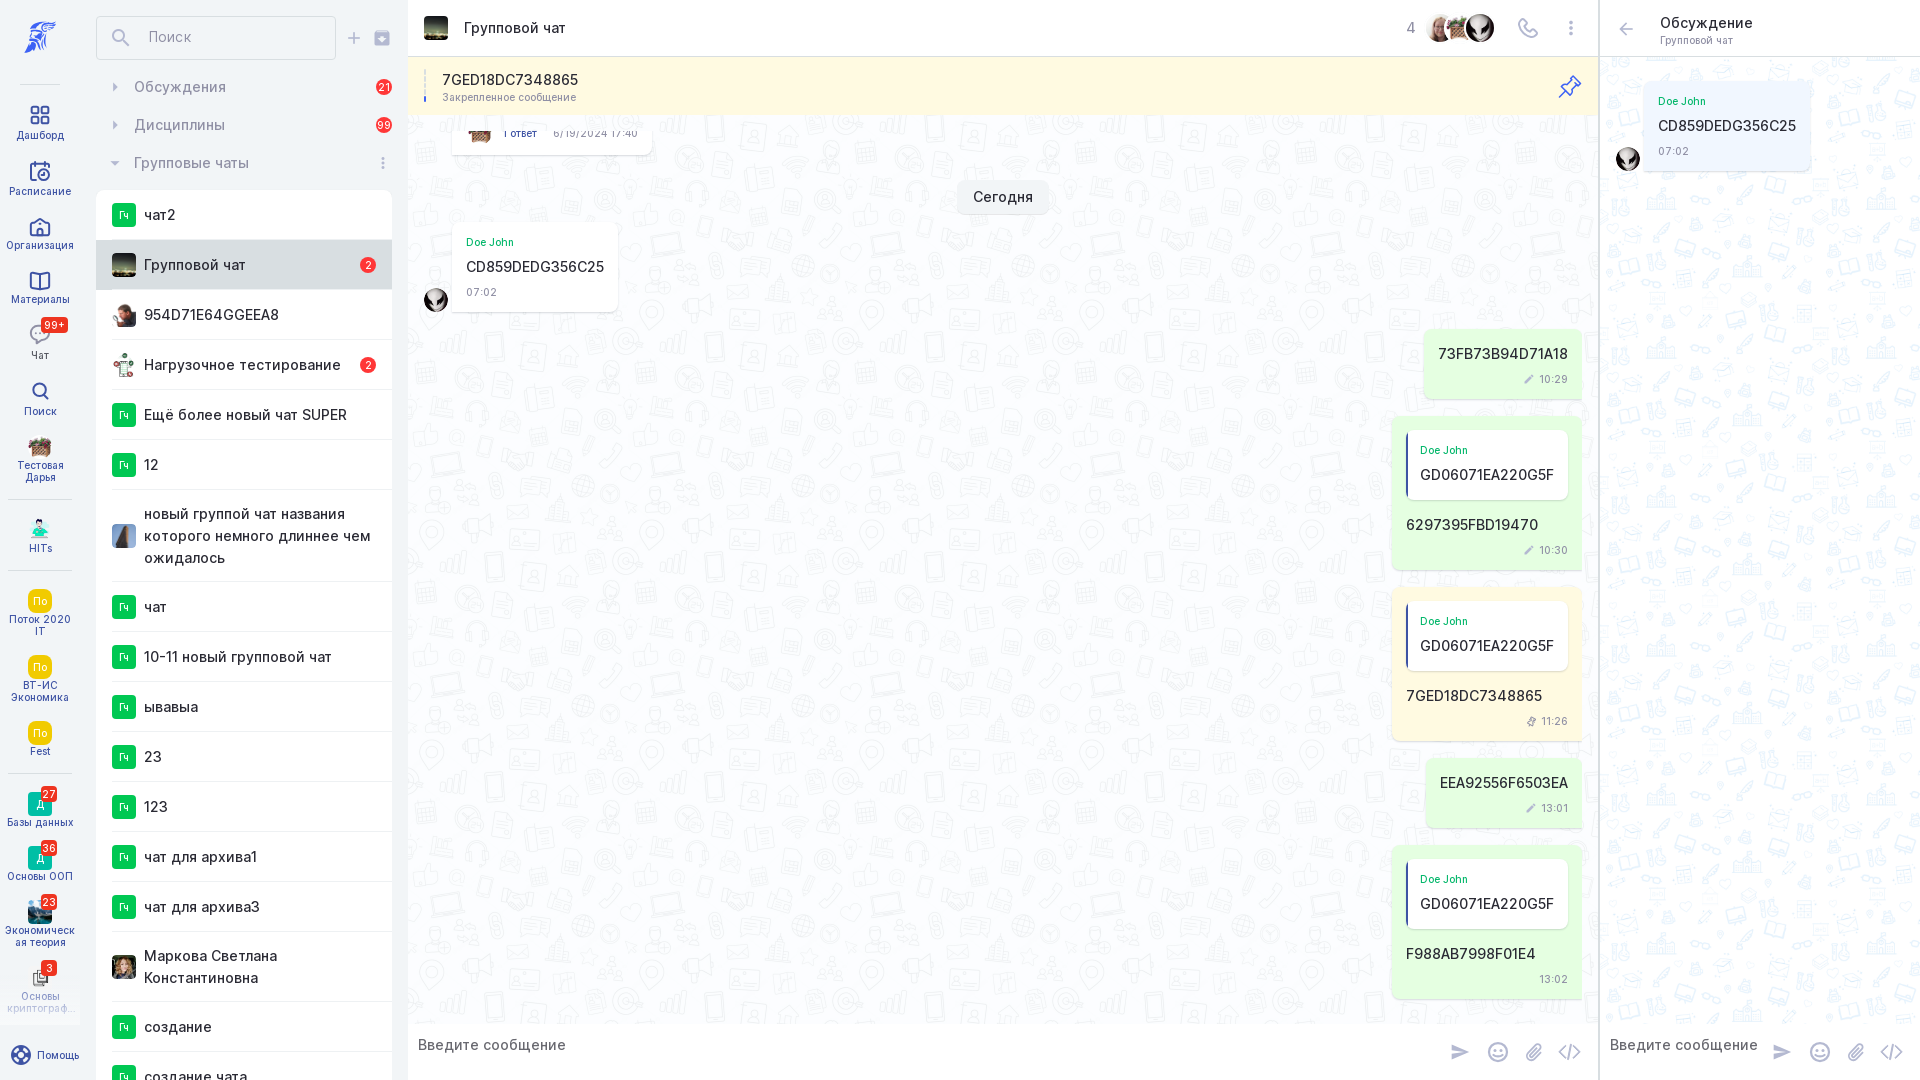 Дашборд
Расписание
Организация
Материалы
99+
Чат
Поиск
Тестовая
Дарья
HITs
По
Поток 2020
IT
По
ВТ-ИС
Экономика
По
Fest
27
Д
Базы данных
36
Д
Основы ООП
23
Экономическ
ая теория
3
Основы
криптограф...
Помощь
Поиск
Обсуждения
21
Дисциплины
99
Групповые чаты
Гч
чат2
Групповой чат
2
954D71E64GGEEA8
Нагрузочное тестирование
2
Гч
Ещё более новый чат SUPER
Гч
12
новый группой чат названия
которого немного длиннее чем
ожидалось
Гч
чат
Гч
10-11 новый групповой чат
Гч
ывавыа
Гч
23
Гч
123
Гч
чат для архива1
Гч
чат для архива3
Маркова Светлана
Константиновна
Гч
создание
Гч
создание чата
Групповой чат
4
7GED18DC7348865
Закрепленное сообщение
1 ответ
6/19/2024 17:40
Сегодня
Doe John
CD859DEDG356C25
07:02
73FB73B94D71A18
10:29
Doe John
GD06071EA220G5F
6297395FBD19470
10:30
Doe John
GD06071EA220G5F
7GED18DC7348865
11:26
EEA92556F6503EA
13:01
Doe John
GD06071EA220G5F
F988AB7998F01E4
13:02
Введите сообщение
Обсуждение
Групповой чат
Doe John
CD859DEDG356C25
07:02
Введите сообщение